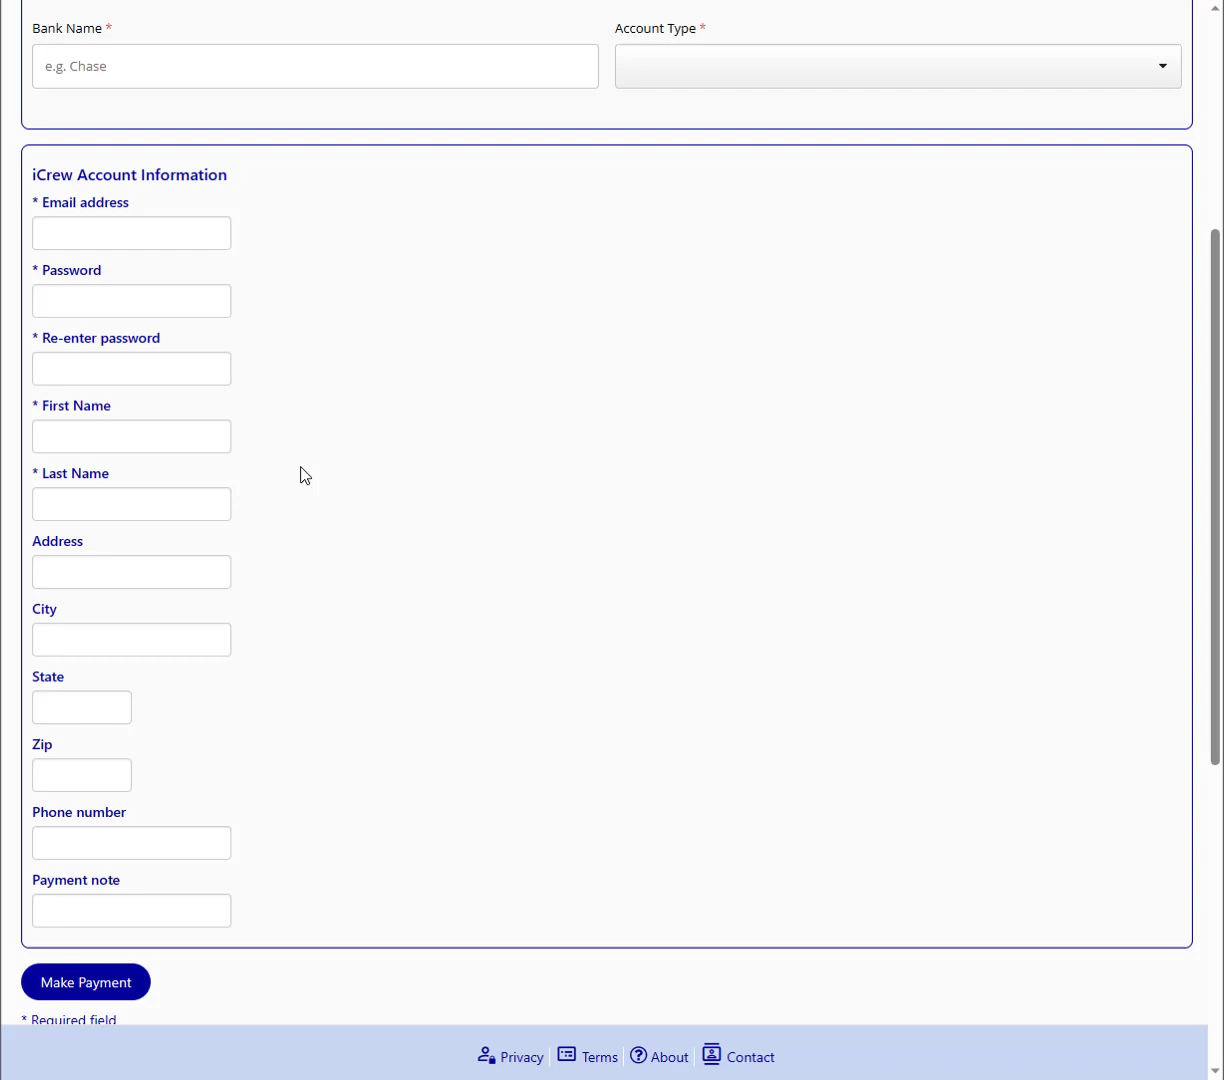 Bank Name *
Account Type *
e.g. Chase
iCrew Account Information
* Email address
* Password
* Re-enter password
* First Name
* Last Name
Address
City
State
Zip
Phone number
Payment note
Make Payment
* Required field
Privacy
Terms
About
Contact